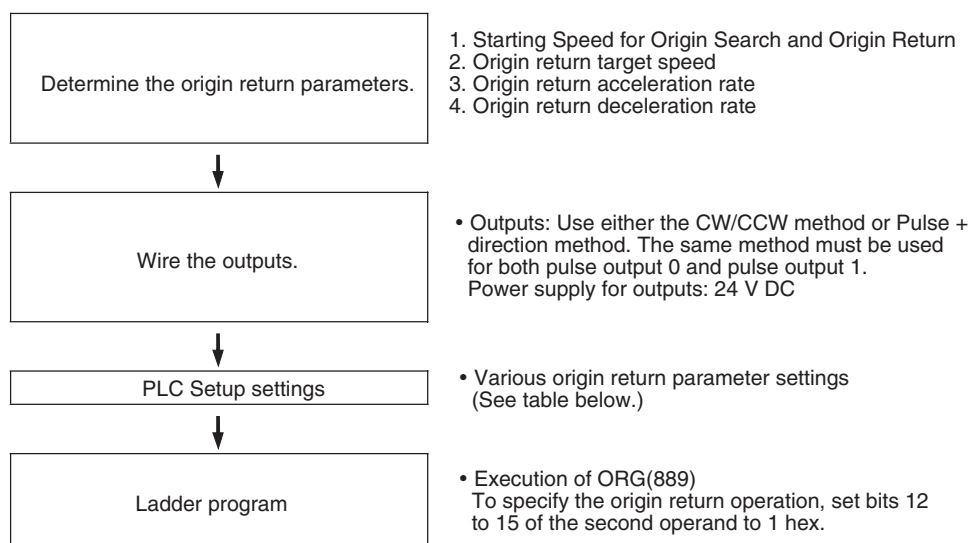 Determine the origin return parameters.
1. Starting Speed for Origin Search and Origin Return
2. Origin return target speed
3. Origin return acceleration rate
4. Origin return deceleration rate
Wire the outputs.
• Outputs: Use either the CW/CCW method or Pulse +
direction method. The same method must be used
for both pulse output 0 and pulse output 1.
Power supply for outputs: 24 V DC
PLC Setup settings
• Various origin return parameter settings
(See table below.)
Ladder program
• Execution of ORG(889)
To specify the origin return operation, set bits 12
to 15 of the second operand to 1 hex.